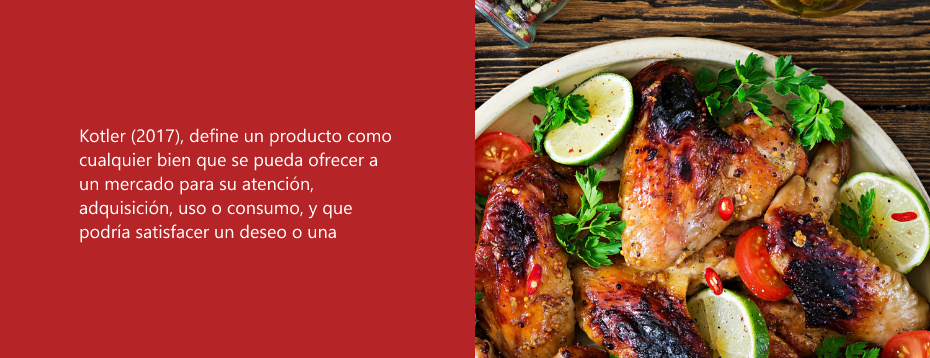 Kotler (2017), define un producto como
cualquier bien que se pueda ofrecer a
un mercado para su atención,
adquisición, uso o consumo, y que
podría satisfacer un deseo o una